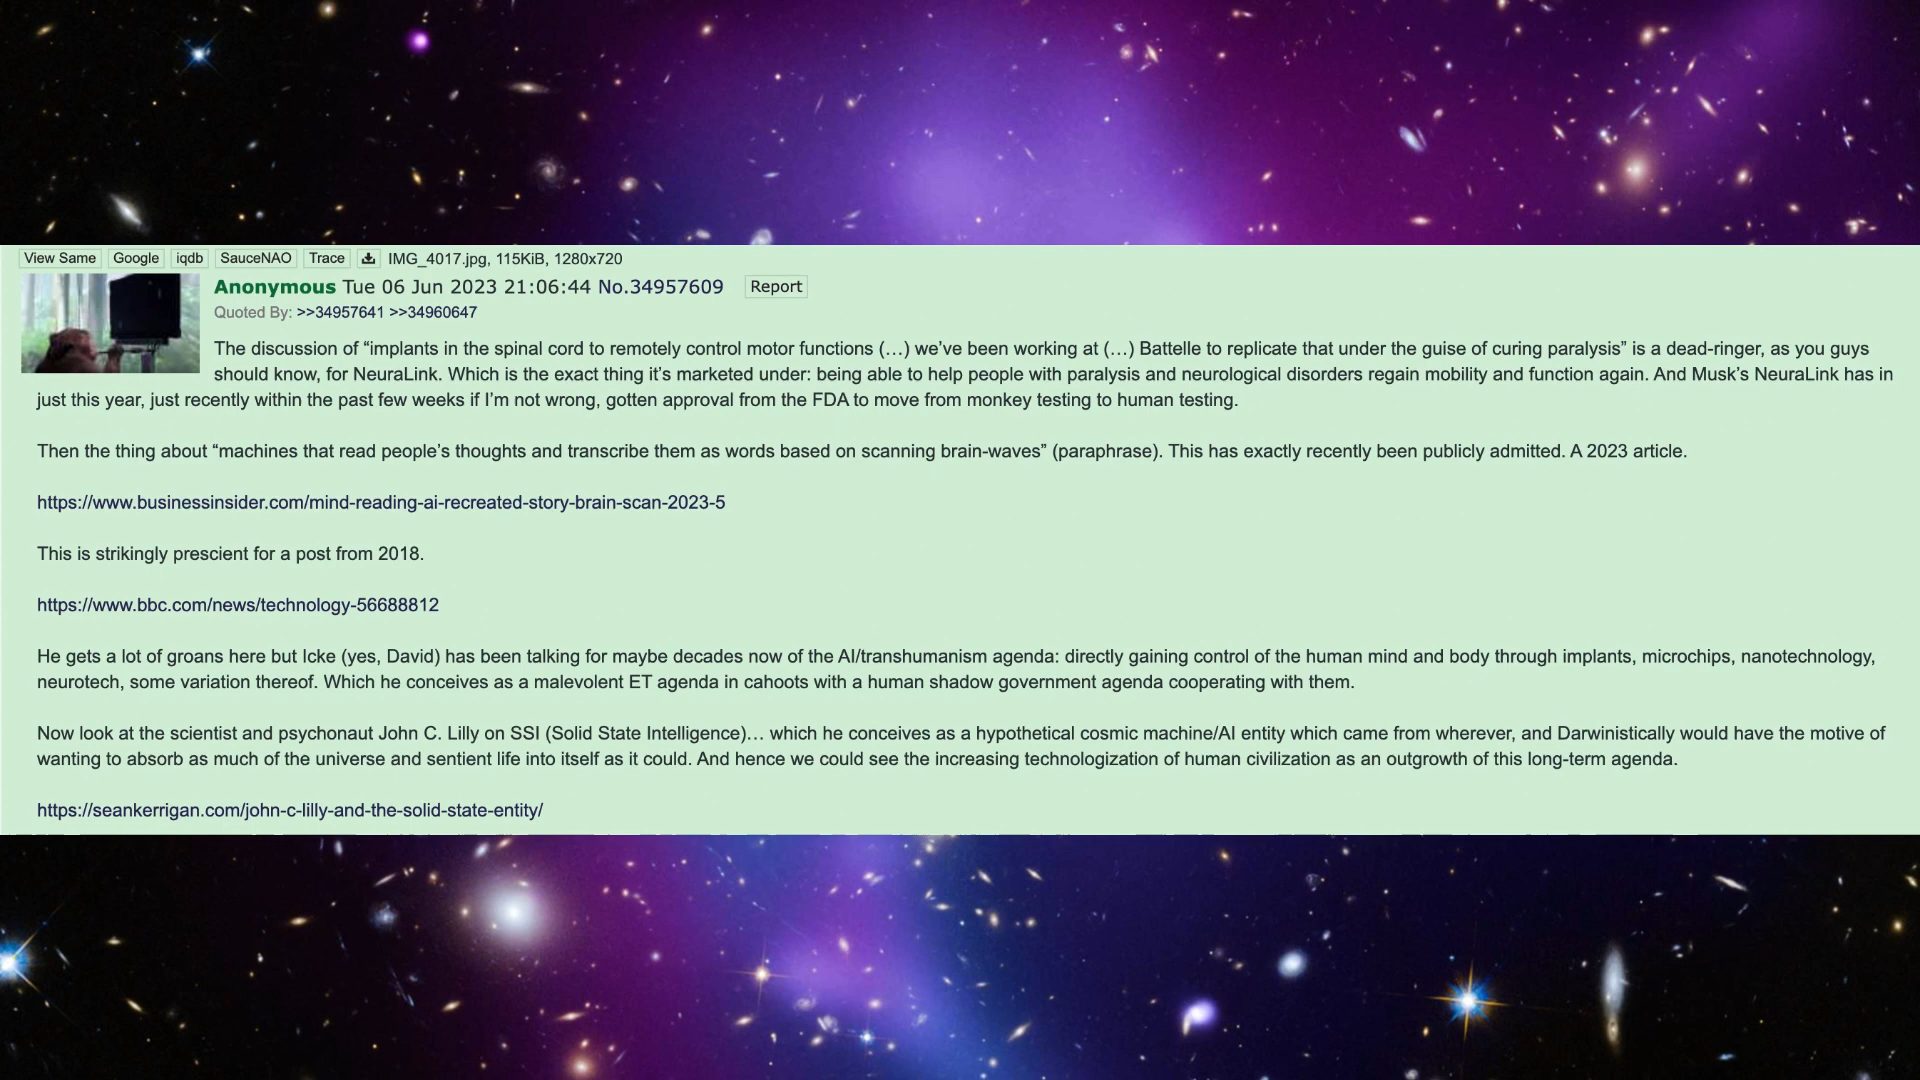 View Same Google iqdb SauceNAO Trace IMG_4017.jpg, 115KiB, 1280x720
Anonymous Tue 06 Jun 2023 21:06:44 No.34957609 Report
Quoted By: >>34957641 >>34960647
The discussion of “implants in the spinal cord to remotely control motor functions (…) we’ve been working at (…) Battelle to replicate that under the guise of curing paralysis” is a dead-ringer, as you guys
should know, for NeuraLink. Which is the exact thing it’s marketed under: being able to help people with paralysis and neurological disorders regain mobility and function again. And Musk’s NeuraLink has in
just this year, just recently within the past few weeks if I’m not wrong, gotten approval from the FDA to move from monkey testing to human testing.
Then the thing about “machines that read people’s thoughts and transcribe them as words based on scanning brain-waves” (paraphrase). This has exactly recently been publicly admitted. A 2023 article.
https://www.businessinsider.com/mind-reading-ai-recreated-story-brain-scan-2023-5
This is strikingly prescient for a post from 2018.
https://www.bbc.com/news/technology-56688812
He gets a lot of groans here but Icke (yes, David) has been talking for maybe decades now of the AI/transhumanism agenda: directly gaining control of the human mind and body through implants, microchips, nanotechnology,
neurotech, some variation thereof. Which he conceives as a malevolent ET agenda in cahoots with a human shadow government agenda cooperating with them.
Now look at the scientist and psychonaut John C. Lilly on SSI (Solid State Intelligence)… which he conceives as a hypothetical cosmic machine/AI entity which came from wherever, and Darwinistically would have the motive of
wanting to absorb as much of the universe and sentient life into itself as it could. And hence we could see the increasing technologization of human civilization as an outgrowth of this long-term agenda.
https://seankerrigan.com/john-c-lilly-and-the-solid-state-entity/